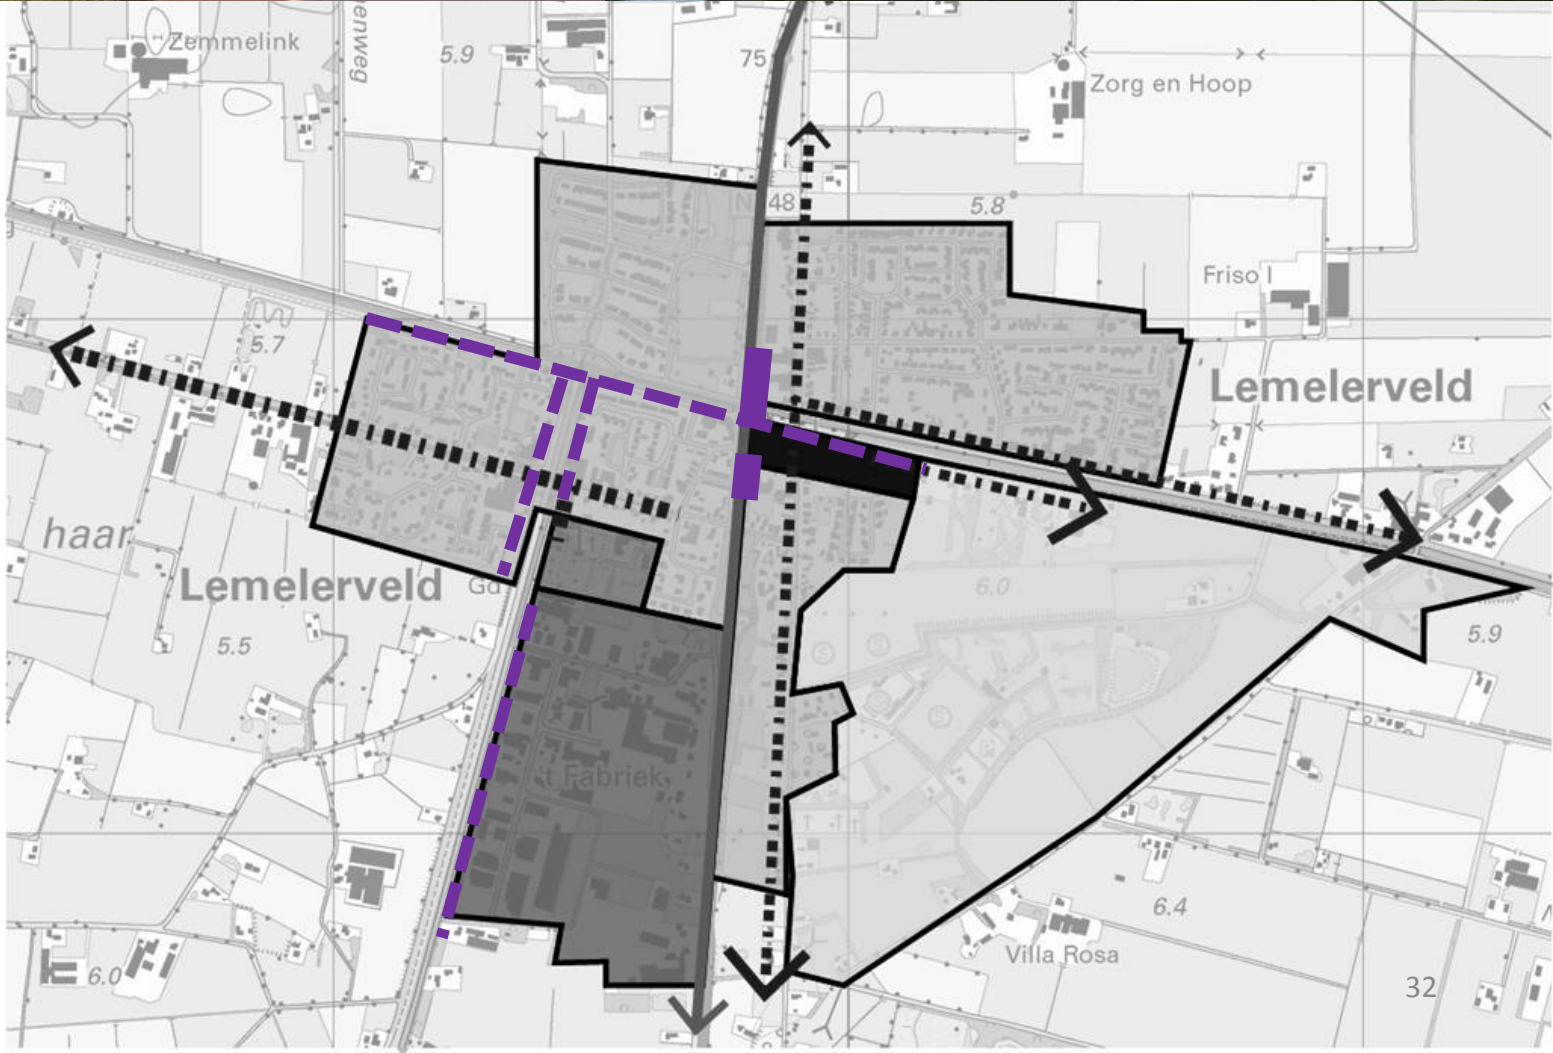 Zemmelink
enweg
5.9
75
Zorg en Hoop
N 48
5.8
Friso I
5.7
Lemelerveld
haar
Lemelerveld
Gd
6.0
5.5
5.9
't Fabriek
6.4
Villa Rosa
6.0
32